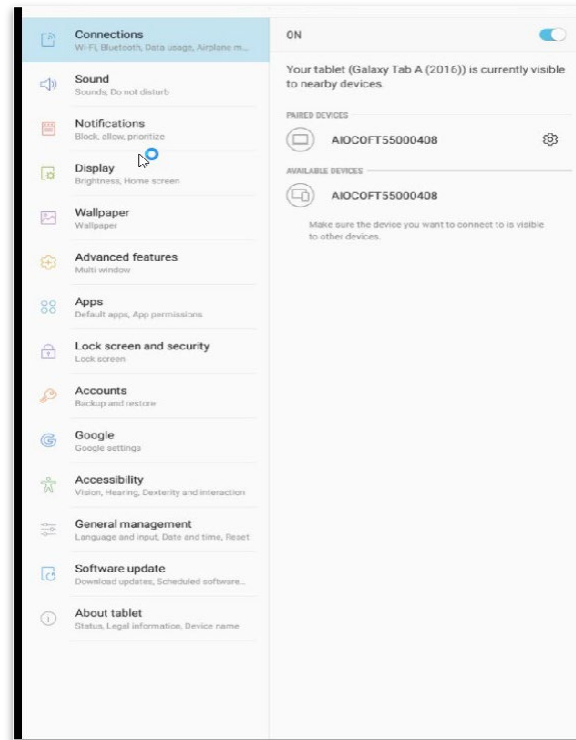 Connections
Wi-Fi, Bluetooth, Data usage, Airplane m...
Sound
Sounds, Do not disturb
Notifications
Block, allow, prioritize
Display
Brightness, Home screen
Wallpaper
Wallpaper
Advanced features
Multi window
Apps
Default apps, App permissions
Lock screen and security
Lock screen
Accounts
Backup and restore
Google
Google settings
Accessibility
Vision, Hearing, Dexterity and interaction
General management
Language and input, Date and time, Reset
Software update
Download updates, Scheduled software...
About tablet
Status, Legal information, Device name
ON
Your tablet (Galaxy Tab A (2016)) is currently visible
to nearby devices.
PAIRED DEVICES
AIOCOFT55000408
AVAILABLE DEVICES
AIOCOFT55000408
Make sure the device you want to connect to is visible
to other devices.